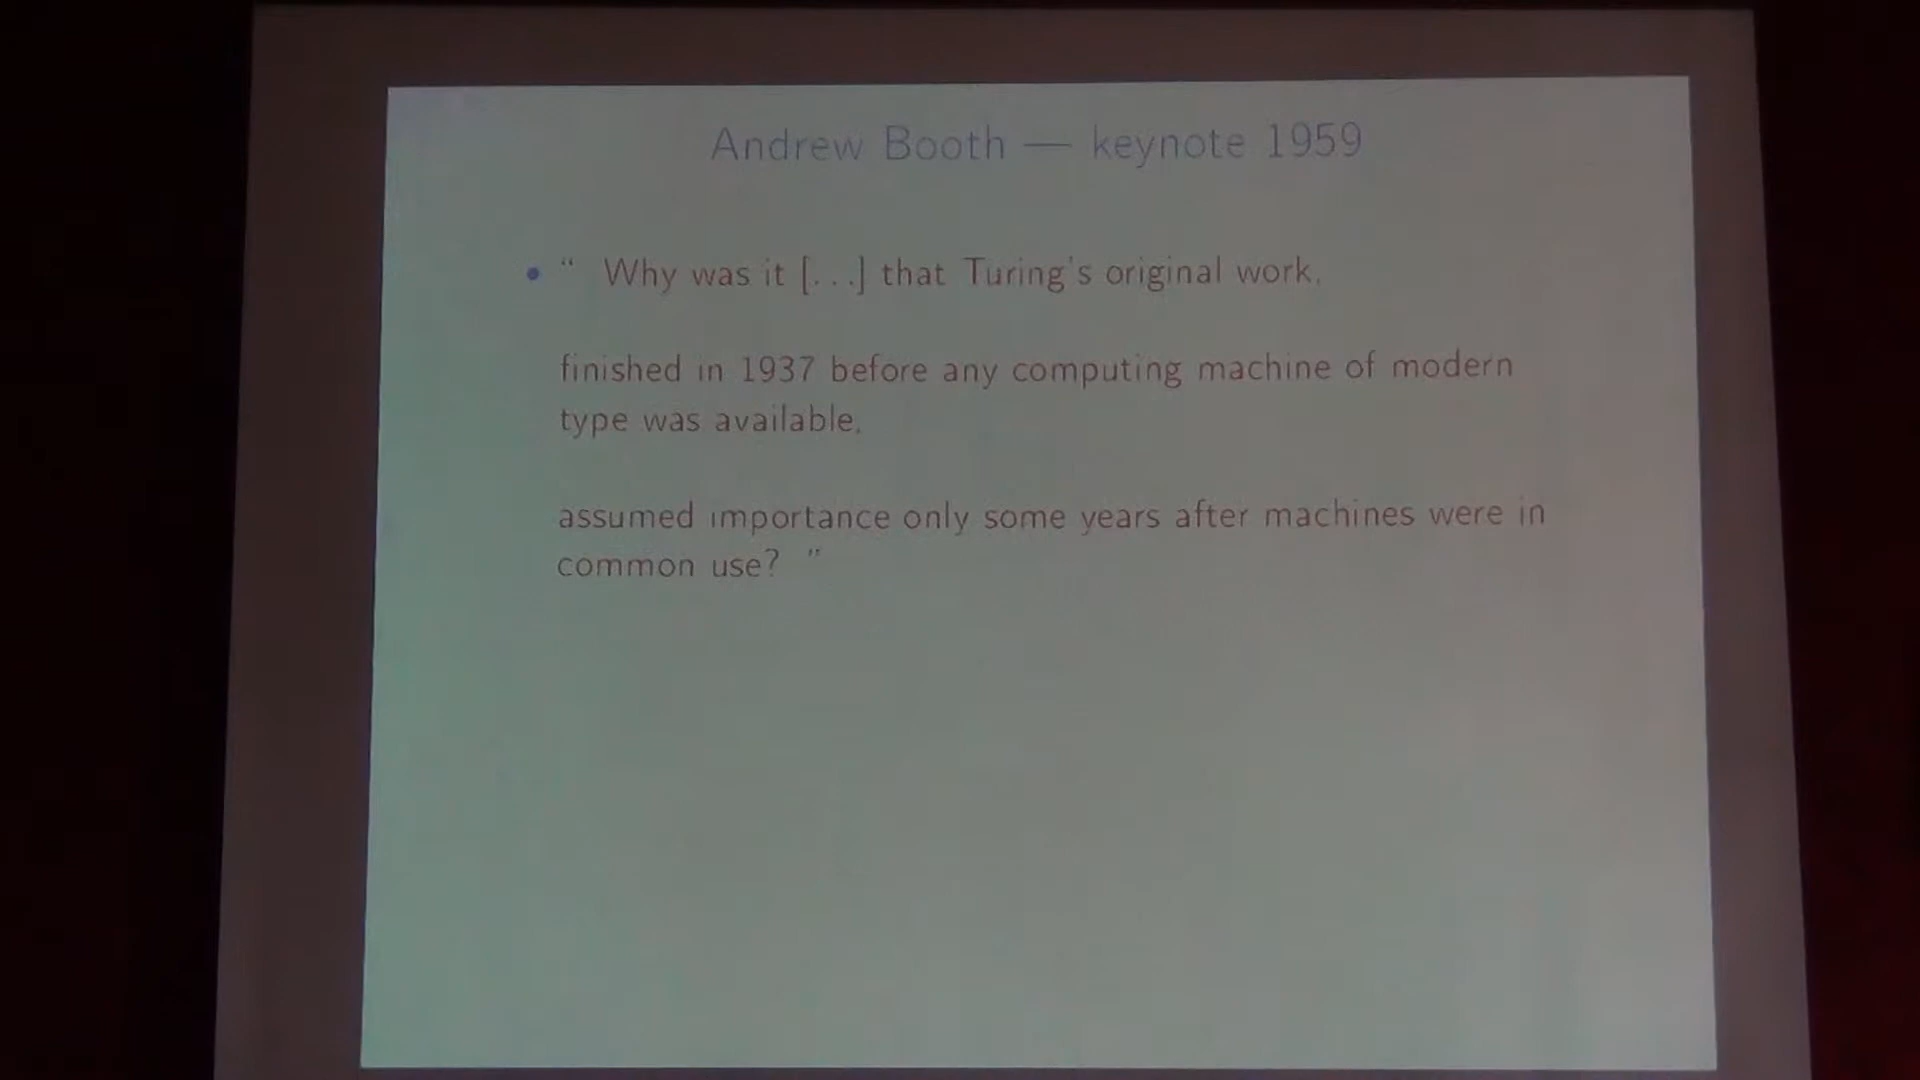 Andrew Booth — keynote 1959
• “ Why was it [...] that Turing's original work,
finished in 1937 before any computing machine of modern
type was available,
assumed importance only some years after machines were in
common use? ”